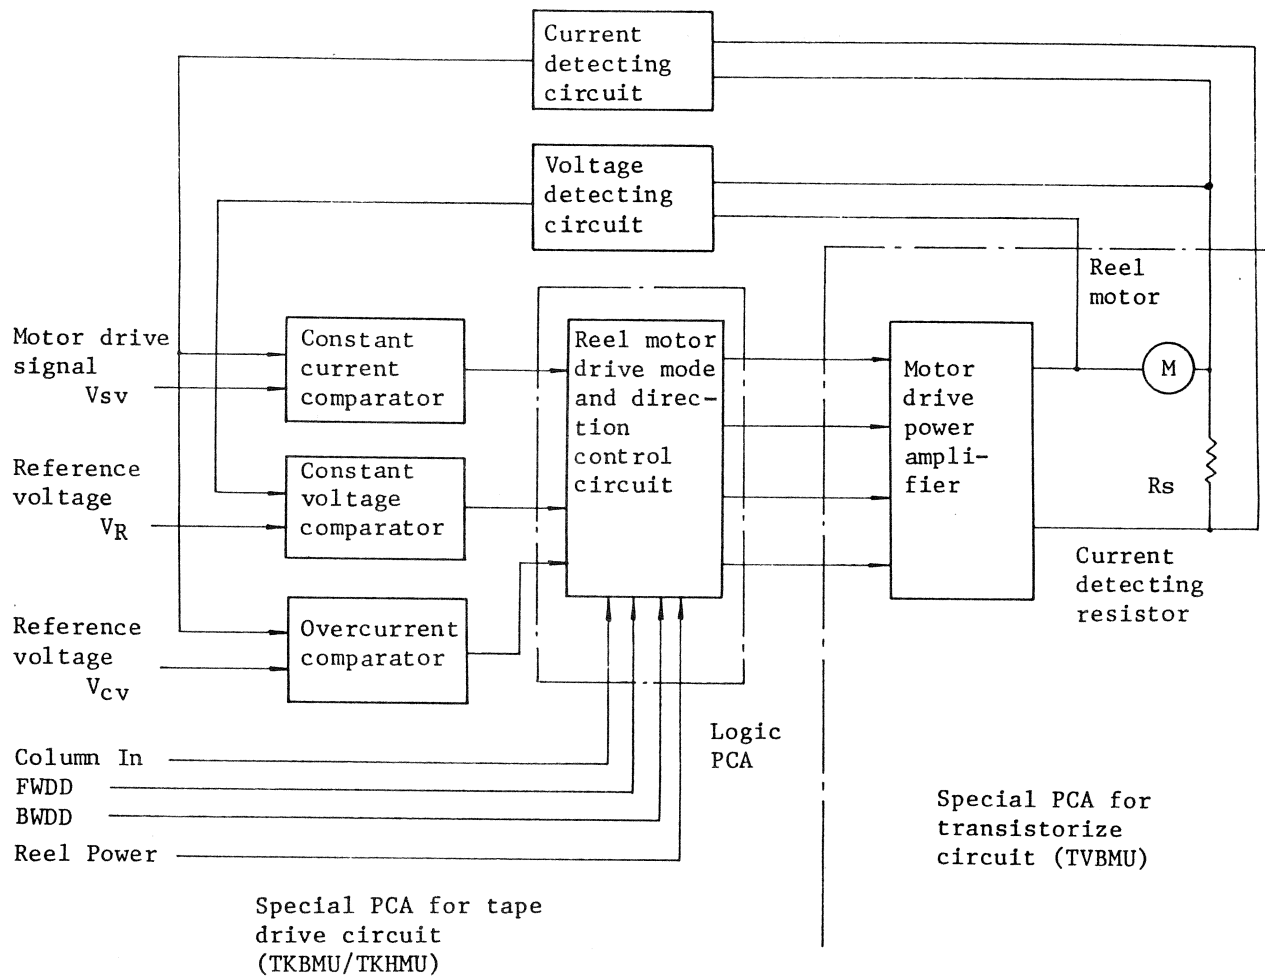 Current
detecting
circuit
Voltage
detecting
circuit
Reel
motor
Motor drive
signal
Vsv
Constant
current
comparator
Reel motor
drive mode
and direc-
tion
control
circuit
Motor
drive
power
ampli-
fier
M
Reference
voltage
VR
Constant
voltage
comparator
Rs
Current
detecting
resistor
Reference
voltage
Vcv
Overcurrent
comparator
Logic
PCA
Column In
FWDD
BWDD
Reel Power
Special PCA for
transistorize
circuit (TVBMU)
Special PCA for tape
drive circuit
(TKBMU/TKHMU)